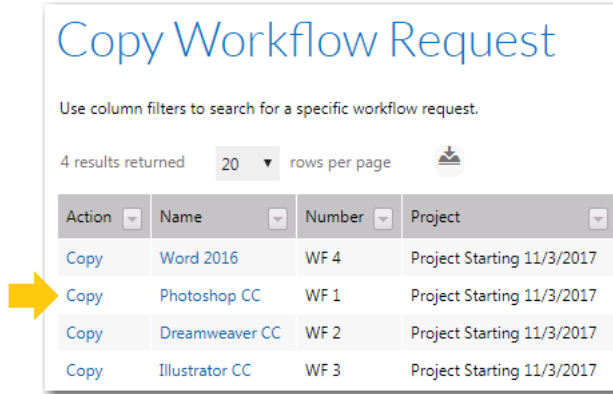 Copy Workflow Request
Use column filters to search for a specific workflow request.
4 results returned 20 rows per page
Action Name Number Project
Copy Word 2016 WF 4 Project Starting 11/3/2017
Copy Photoshop CC WF 1 Project Starting 11/3/2017
Copy Dreamweaver CC WF 2 Project Starting 11/3/2017
Copy Illustrator CC WF 3 Project Starting 11/3/2017